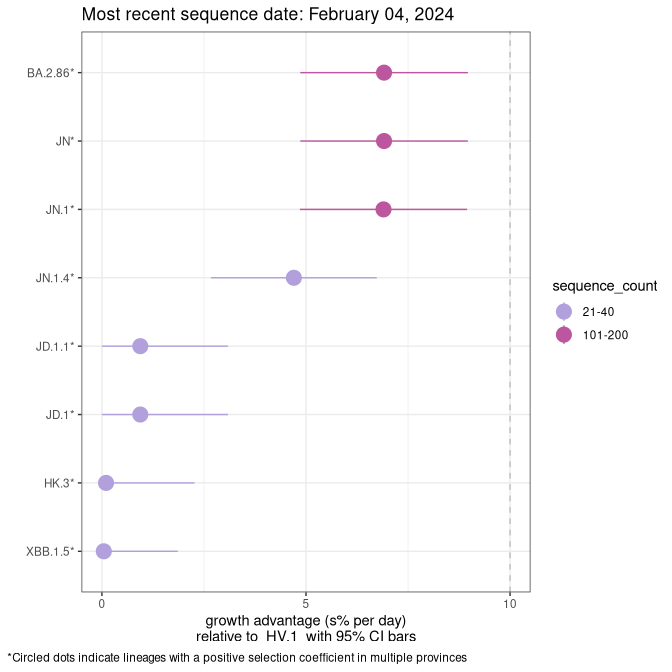 Most recent sequence date: February 04, 2024
BA.2.86*
JN*
JN.1*
JN.1.4*
JD.1.1*
JD.1*
HK.3*
XBB.1.5*
0 5 10
growth advantage (s% per day)
relative to HV.1 with 95% CI bars
sequence_count
21-40
101-200
*Circled dots indicate lineages with a positive selection coefficient in multiple provinces